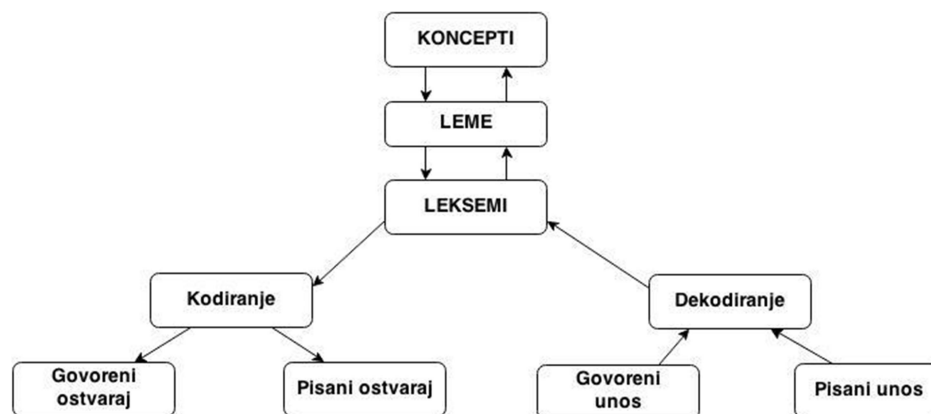 KONCEPTI
LEME
LEKSEMI
Kodiranje
Dekodiranje
Govoreni
ostvaraj
Pisani ostvaraj
Govoreni
unos
Pisani unos